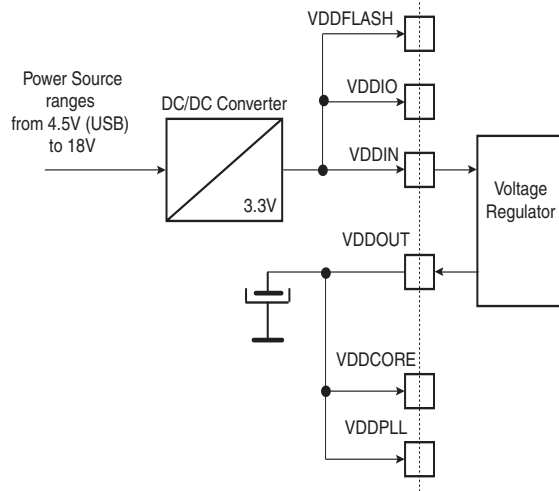 VDDFLASH
Power Source
ranges
from 4.5V (USB)
to 18V
DC/DC Converter
3.3V
VDDIO
VDDIN
Voltage
Regulator
VDDOUT
VDDCORE
VDDPLL